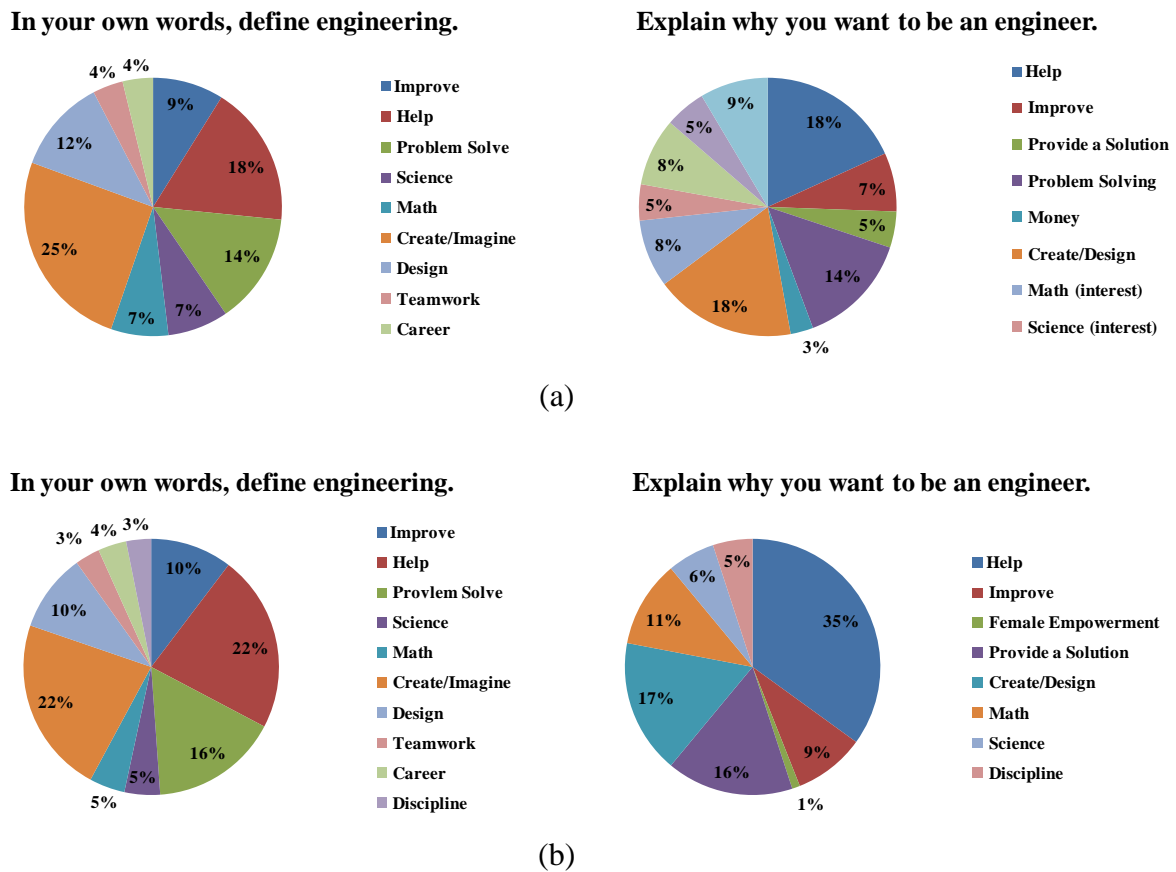 In your own words, define engineering.
4%
4%
9%
18%
14%
7%
7%
25%
12%
Improve
Help
Problem Solve
Science
Math
Create/Imagine
Design
Teamwork
Career
Explain why you want to be an engineer.
9%
18%
5%
8%
7%
5%
5%
8%
14%
18%
3%
Help
Improve
Provide a Solution
Problem Solving
Money
Create/Design
Math (interest)
Science (interest)
(a)
In your own words, define engineering.
3%
4%
3%
10%
10%
22%
22%
16%
5%
5%
Improve
Help
Provlem Solve
Science
Math
Create/Imagine
Design
Teamwork
Career
Discipline
Explain why you want to be an engineer.
5%
6%
35%
11%
17%
9%
16%
1%
Help
Improve
Female Empowerment
Provide a Solution
Create/Design
Math
Science
Discipline
(b)